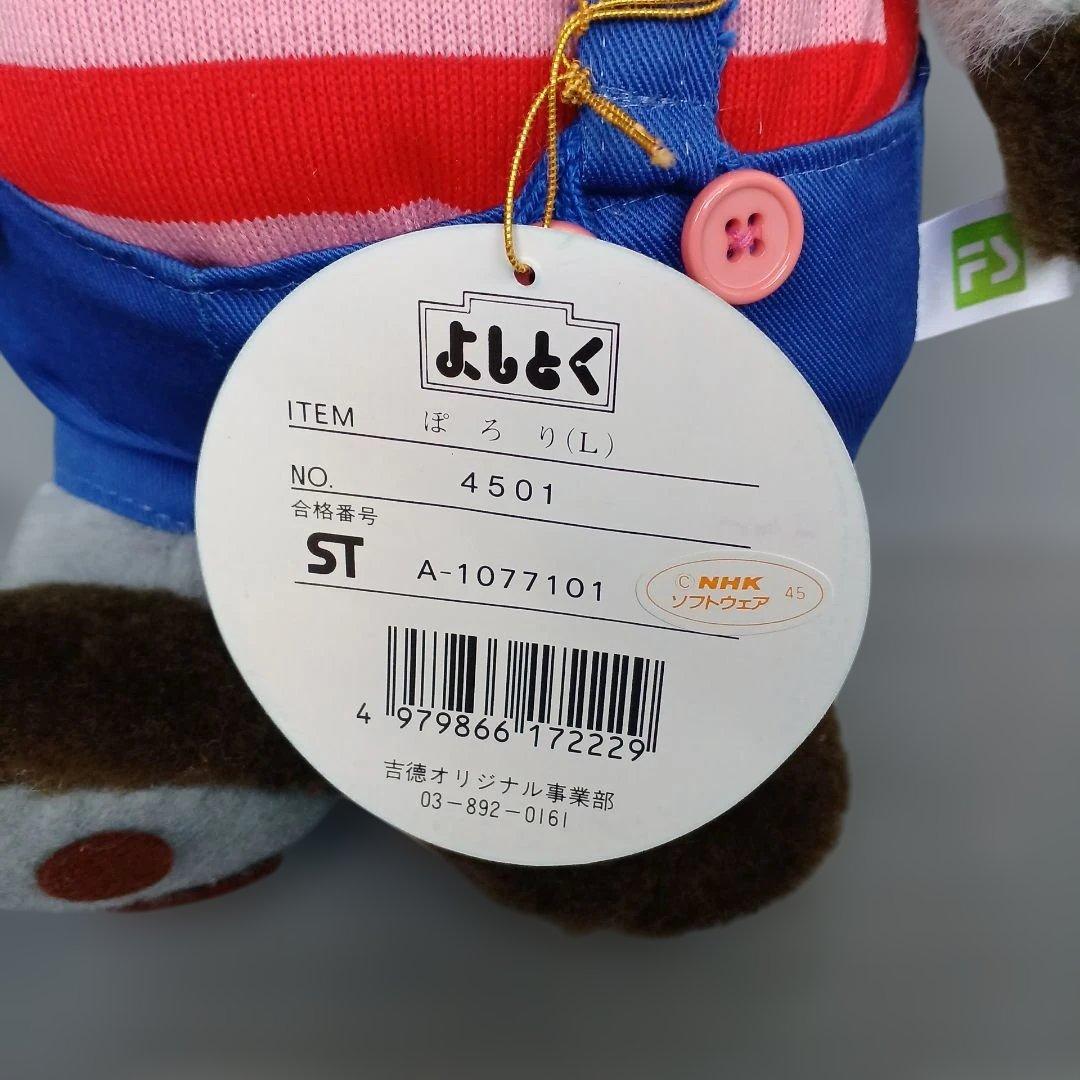 よしとく
ITEM ぽろり(L)
NO. 4501
合格番号
ST A-1077101
© NHK
ソフトウェア 45
4 979866 172229
吉徳オリジナル事業部
03-892-0161
FS